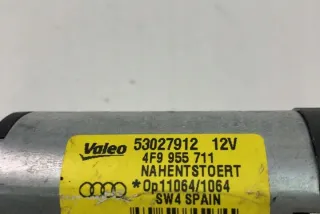 Valeo 53027912 12V
4F9 955 711
NAHENTSTOERT
*Op11064/1064
SW4 SPAIN